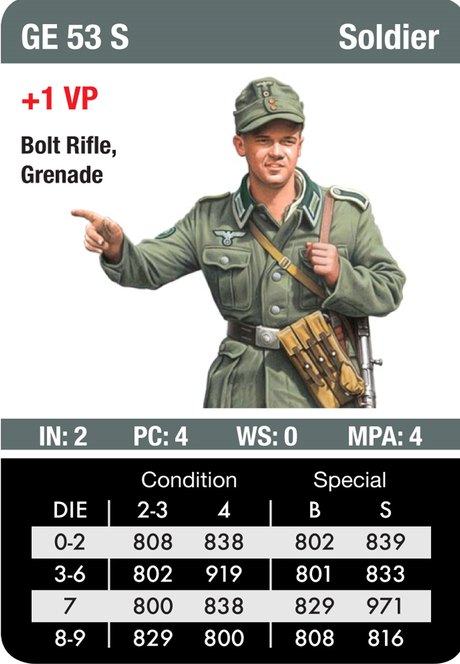 GE 53 S Soldier
+1 VP
Bolt Rifle,
Grenade
IN: 2 PC: 4 WS: 0 MPA: 4
Condition Special
DIE 2-3 4 B S
0-2 808 838 802 839
3-6 802 919 801 833
7 800 838 829 971
8-9 829 800 808 816